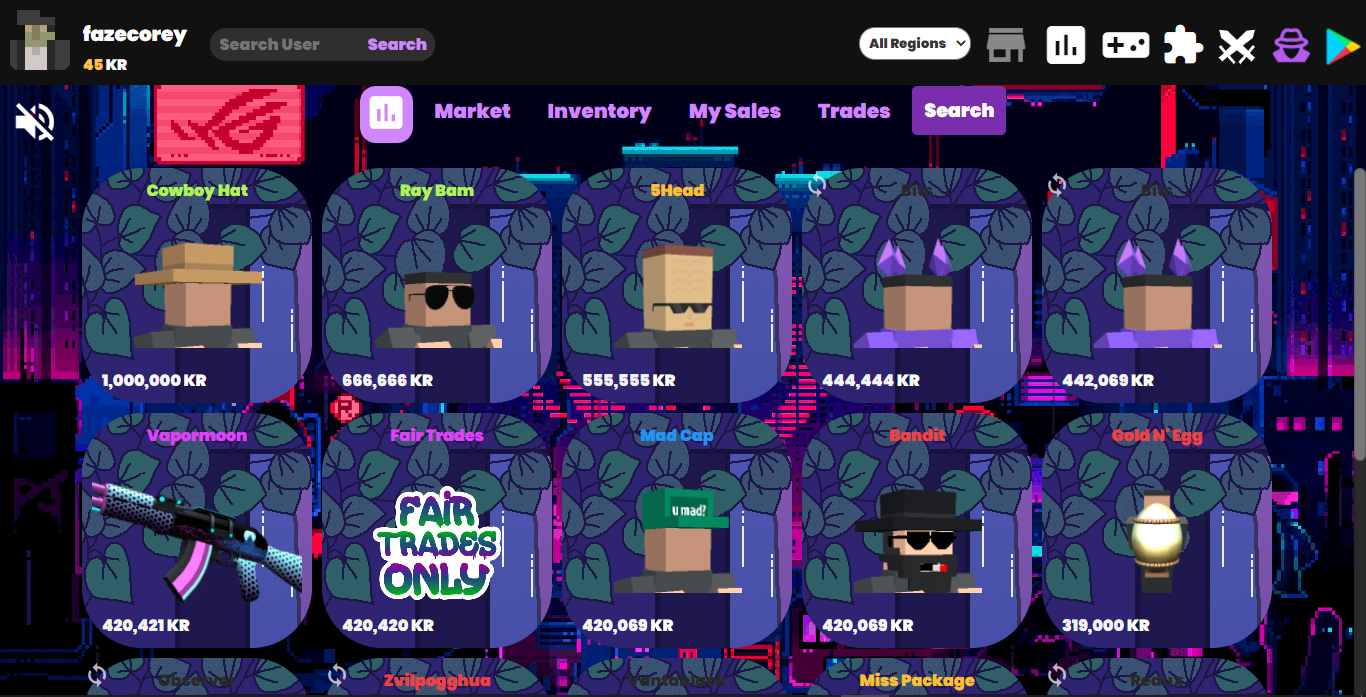 fazecorey
45 KR
Search User
Search
All Regions
Market
Inventory
My Sales
Trades
Search
Cowboy Hat
Ray Bam
5Head
Bits
Bits
1,000,000 KR
666,666 KR
555,555 KR
444,444 KR
442,069 KR
Vapormoon
Fair Trades
Mad Cap
Bandit
Gold N' Egg
FAIR
TRADES
ONLY
u mad?
420,421 KR
420,420 KR
420,069 KR
420,069 KR
319,000 KR
Observer
Zvilpogghua
Miss Package